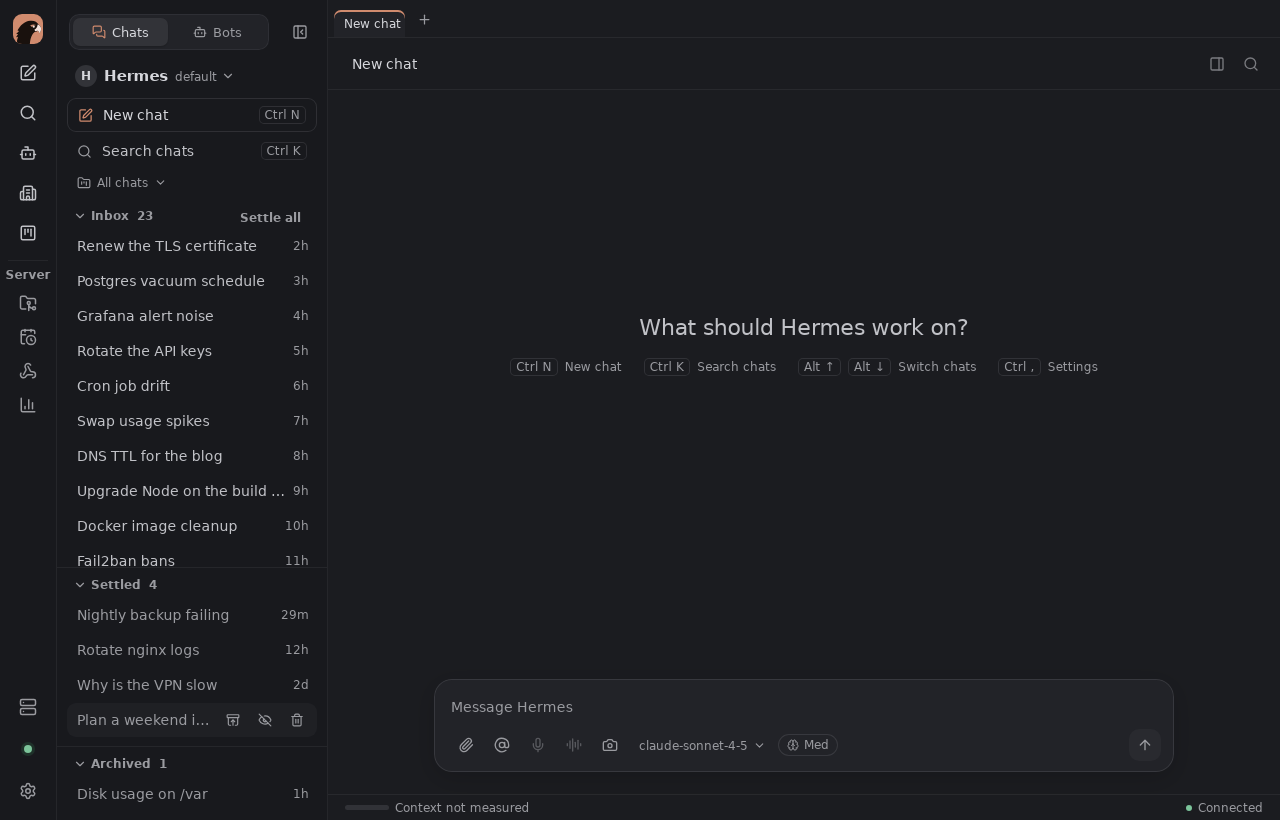 Chats
Bots
H Hermes default
New chat Ctrl N
Search chats Ctrl K
All chats
Inbox 23 Settle all
Renew the TLS certificate 2h
Postgres vacuum schedule 3h
Grafana alert noise 4h
Rotate the API keys 5h
Cron job drift 6h
Swap usage spikes 7h
DNS TTL for the blog 8h
Upgrade Node on the build ... 9h
Docker image cleanup 10h
Fail2ban bans 11h
Settled 4
Nightly backup failing 29m
Rotate nginx logs 12h
Why is the VPN slow 2d
Plan a weekend i...
Archived 1
Disk usage on /var 1h
Server
New chat +
New chat
What should Hermes work on?
Ctrl N New chat Ctrl K Search chats Alt ↑ Alt ↓ Switch chats Ctrl , Settings
Message Hermes
claude-sonnet-4-5 Med
Context not measured Connected